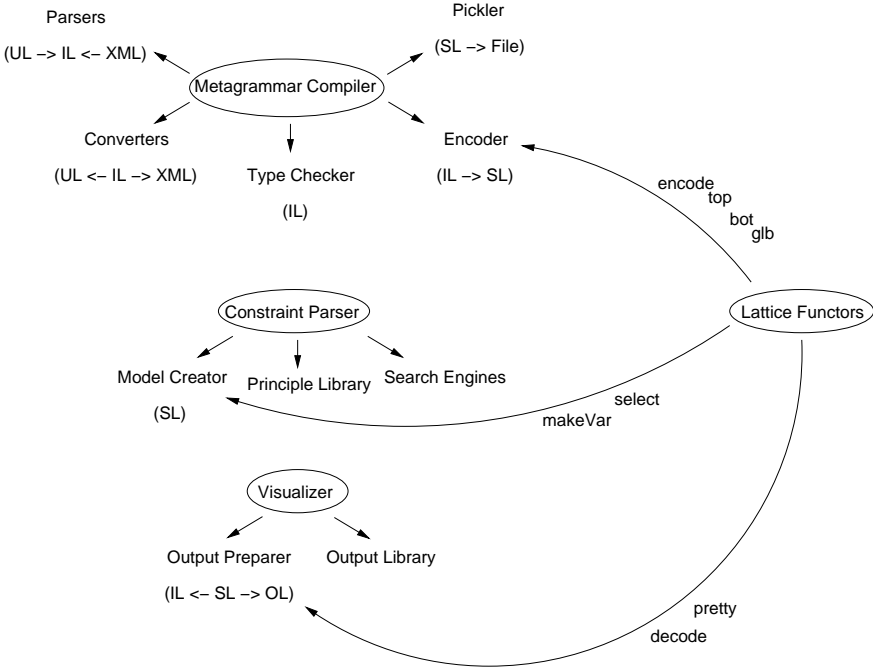 Parsers
(UL −> IL <− XML)
Pickler
(SL −> File)
Metagrammar Compiler
Converters
(UL <− IL −> XML)
Type Checker
(IL)
Encoder
(IL −> SL)
encode
top
bot
glb
Constraint Parser
Lattice Functors
Model Creator
(SL)
Principle Library
Search Engines
select
makeVar
Visualizer
Output Preparer
(IL <− SL −> OL)
Output Library
pretty
decode